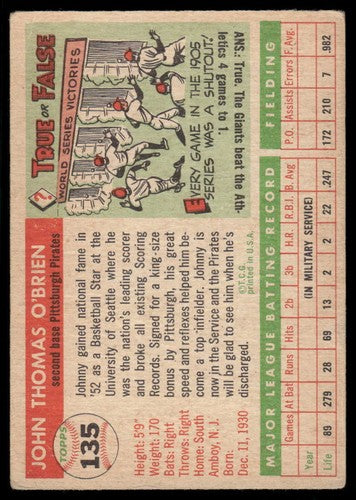 TOPPS
135
JOHN THOMAS O'BRIEN
second base Pittsburgh Pirates
Height: 5'9"
Weight: 170
Bats: Right
Throws: Right
Home: South
Amboy, N. J.
Born:
Dec. 11, 1930
Johnny gained national fame in
'52 as a Basketball Star at the
University of Seattle where he
was the nation's leading scorer
and broke all existing Scoring
Records. Signed for a king-size
bonus by Pittsburgh, his great
speed and reflexes helped him be-
come a top infielder. Johnny is
now in the Service and the Pirates
will be glad to see him when he's
discharged.
©T.C.G.
printed in U.S.A.
?
TRUE OR FALSE
WORLD SERIES VICTORIES
EVERY GAME IN THE 1905
SERIES WAS A SHUTOUT!
ANS.: True. The Giants beat the Ath-
letics 4 games to 1.
MAJOR LEAGUE BATTING RECORD
FIELDING
Games At Bat Runs Hits 2b 3b H.R. R.B.I. B.Avg
P.O. Assists Errors F.Avg.
Year (IN MILITARY SERVICE)
Life 89 279 28 69 13 2 2 22 .247
172 210 7 .982